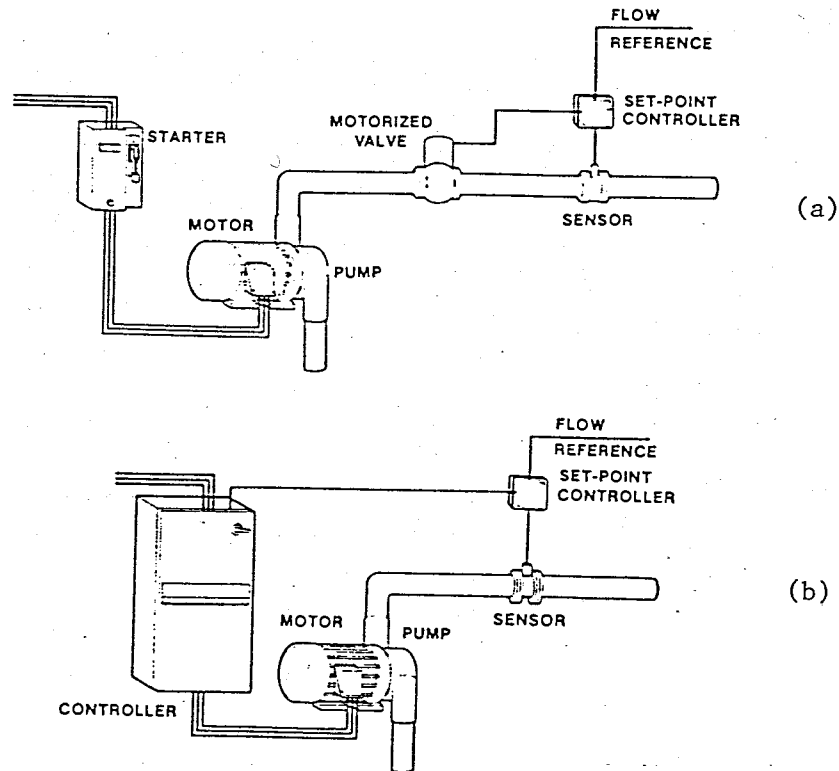 FLOW
REFERENCE
SET-POINT
CONTROLLER
MOTORIZED
VALVE
STARTER
SENSOR
MOTOR
PUMP
(a)
FLOW
REFERENCE
SET-POINT
CONTROLLER
SENSOR
MOTOR
PUMP
CONTROLLER
(b)